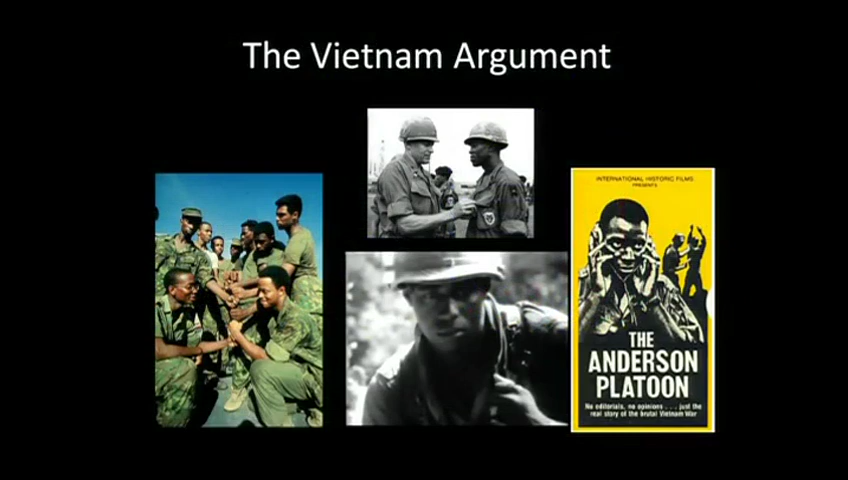 The Vietnam Argument
INTERNATIONAL HISTORIC FILMS
PRESENTS
THE
ANDERSON
PLATOON
No editorials, no opinions . . . just the
real story of the brutal Vietnam War